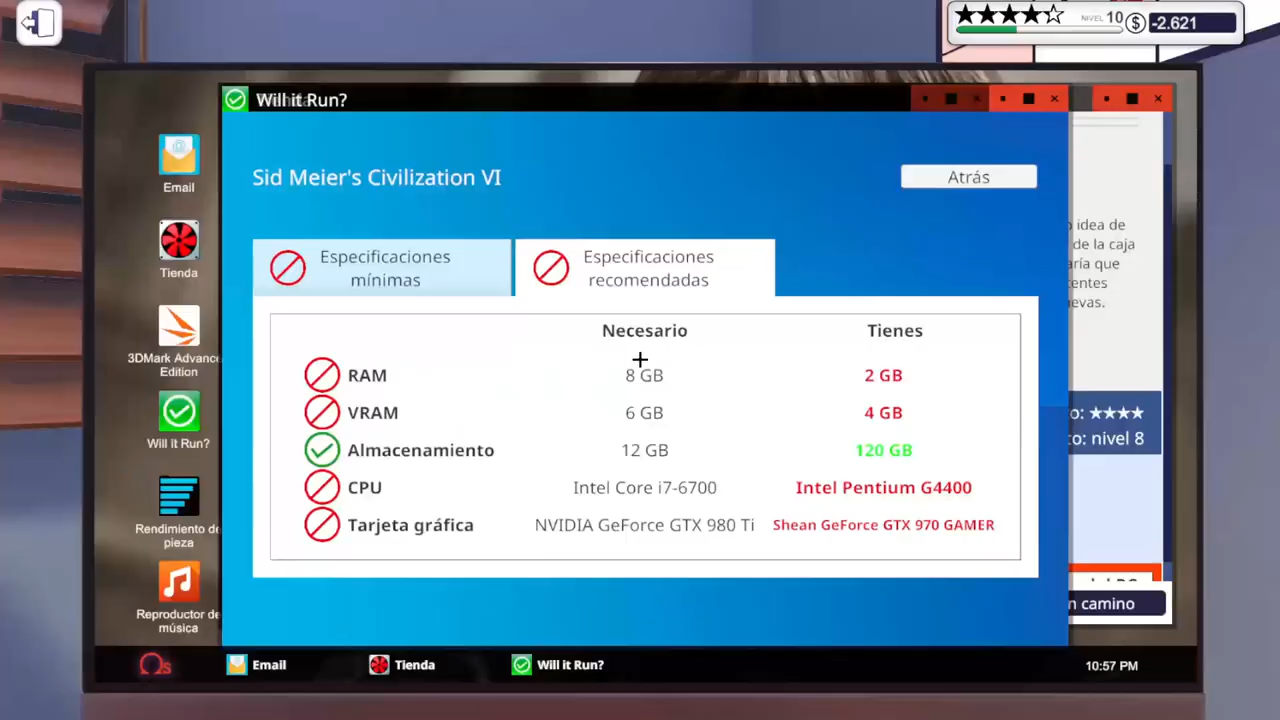 NIVEL 10
$ -2.621
Will it Run?
Sid Meier's Civilization VI
Atrás
Especificaciones
mínimas
Especificaciones
recomendadas
Necesario Tienes
RAM 8 GB 2 GB
VRAM 6 GB 4 GB
Almacenamiento 12 GB 120 GB
CPU Intel Core i7-6700 Intel Pentium G4400
Tarjeta gráfica NVIDIA GeForce GTX 980 Ti Shean GeForce GTX 970 GAMER
Email
Tienda
3DMark Advance
Edition
Will it Run?
Rendimiento de
pieza
Reproductor de
música
idea de
de la caja
aría que
nivel 8
camino
Email
Tienda
Will it Run?
10:57 PM